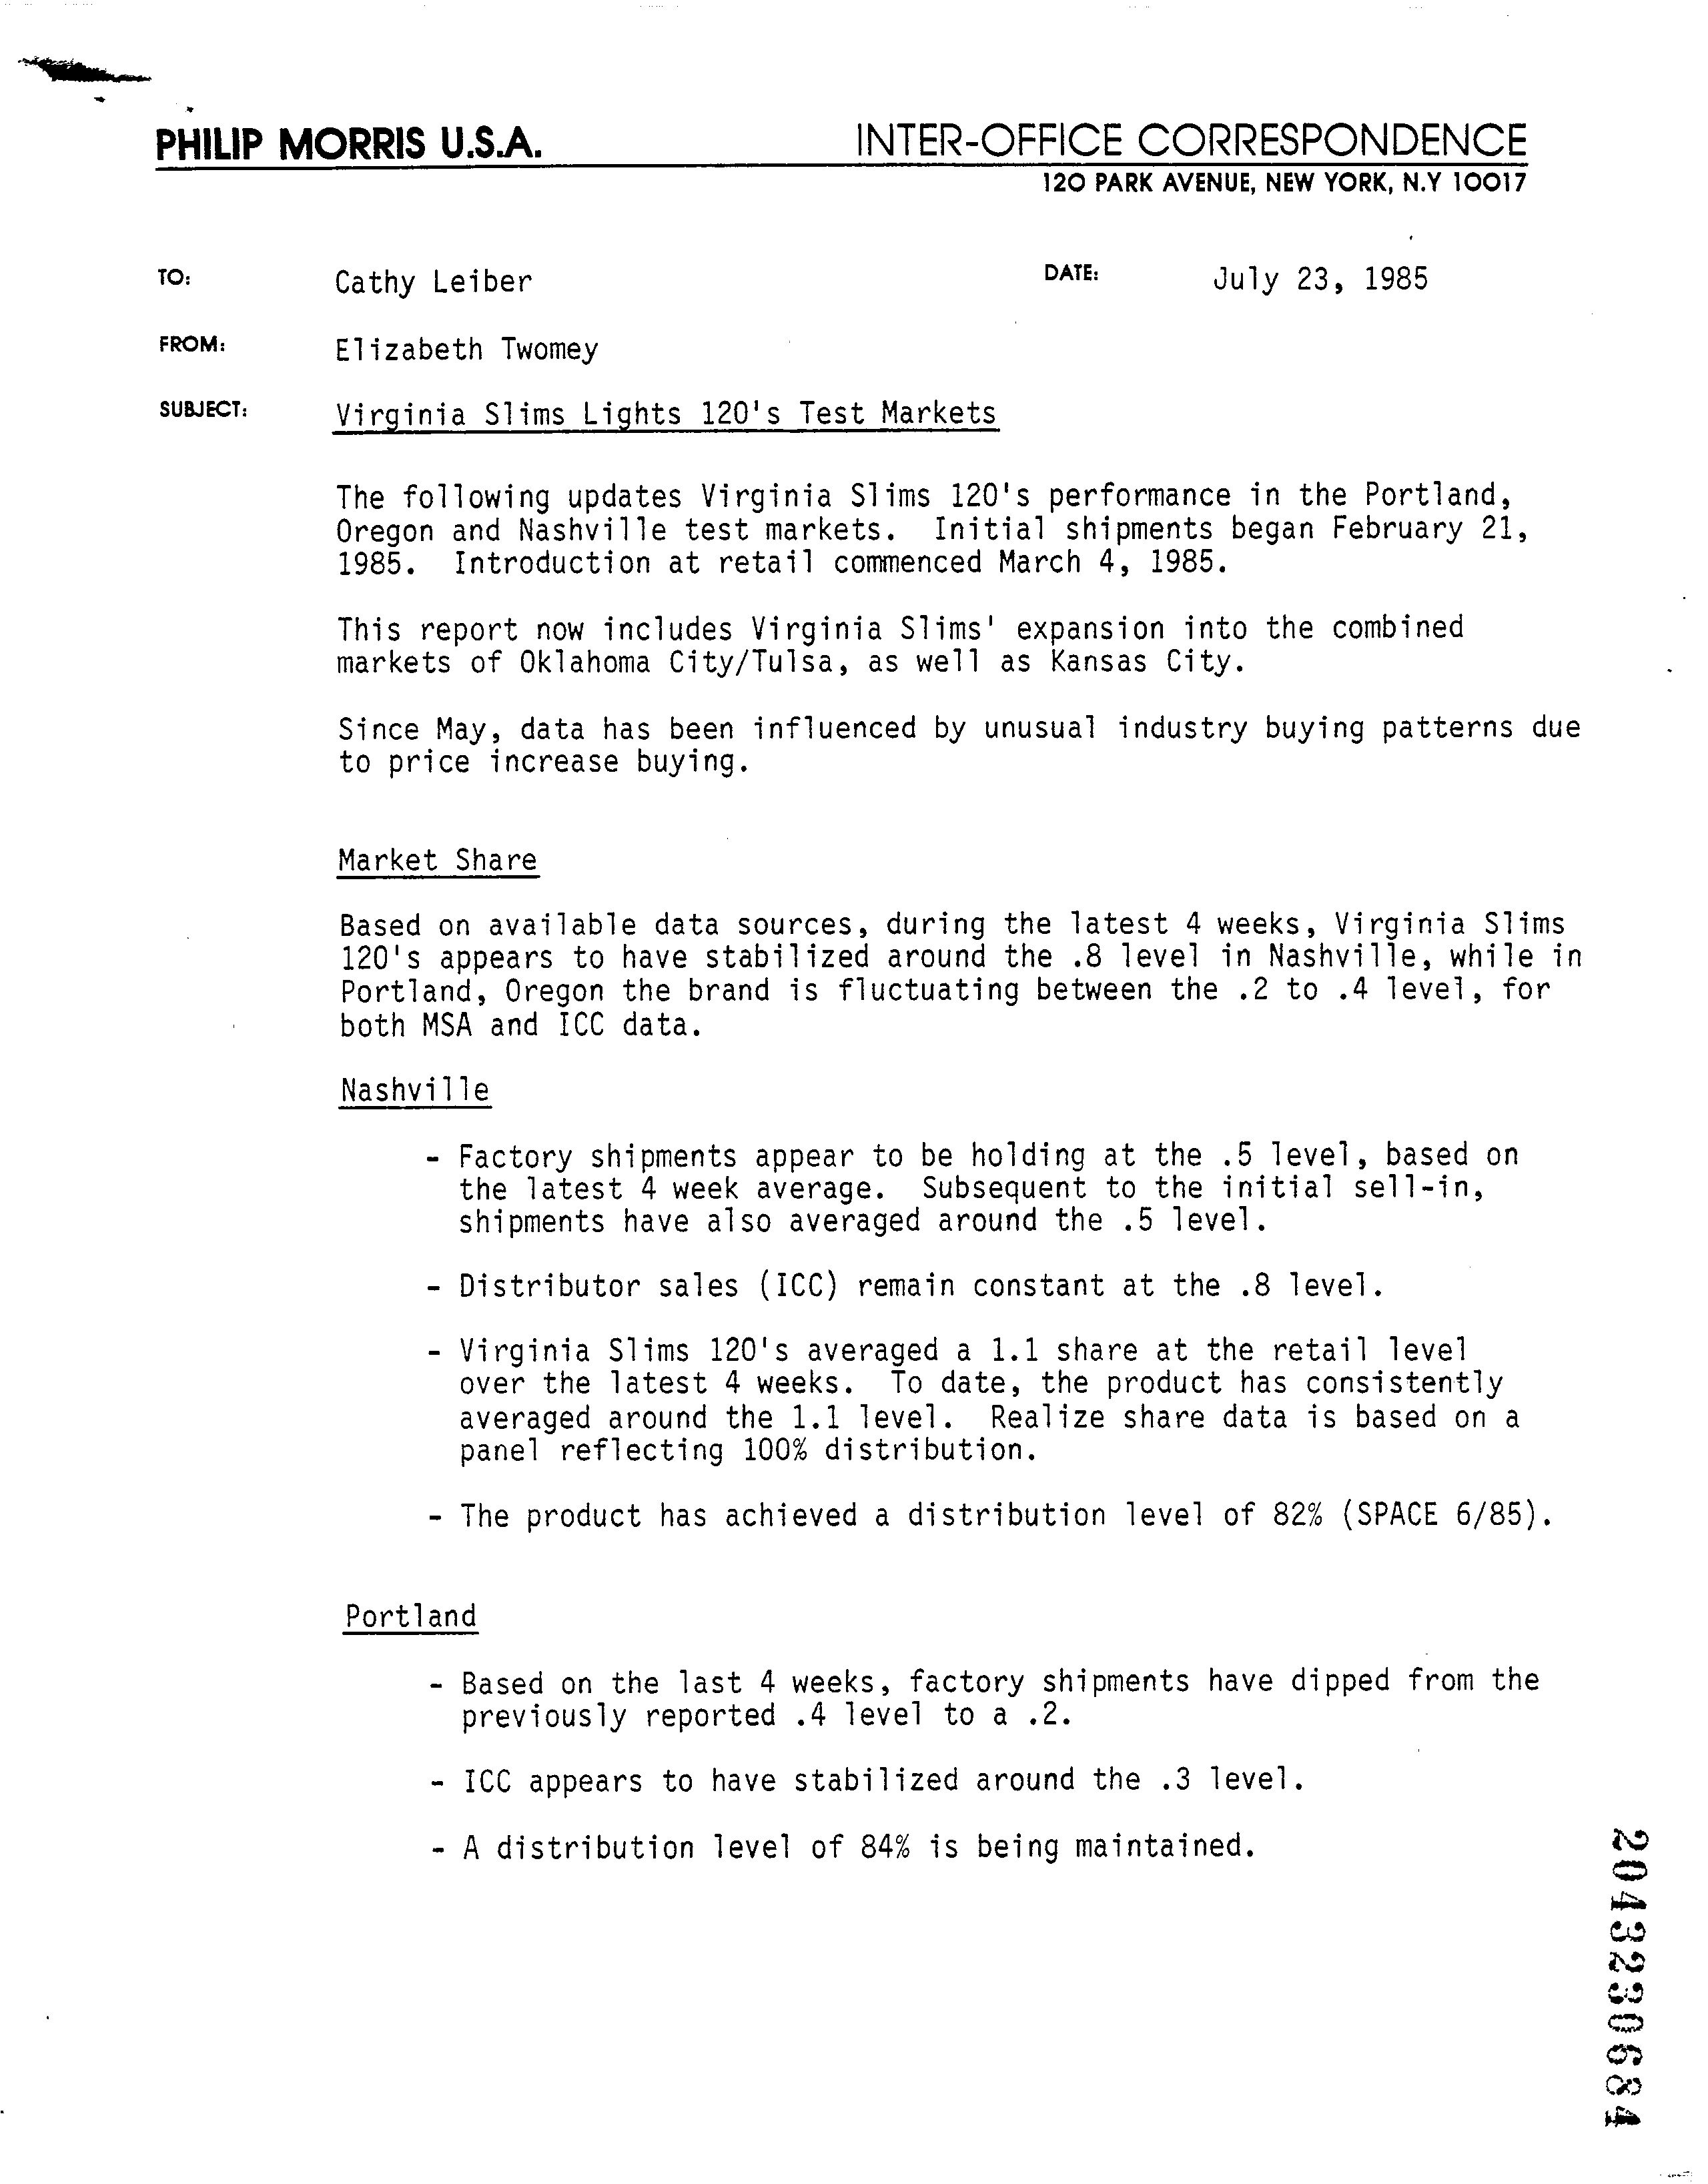 PHILIP MORRIS U.S.A. INTER-OFFICE CORRESPONDENCE
120 PARK AVENUE, NEW YORK, N.Y 10017
TO: Cathy Leiber DATE: July 23, 1985
FROM: Elizabeth Twomey
SUBJECT: Virginia Slims Lights 120's Test Markets
The following updates Virginia Slims 120's performance in the Portland,
Oregon and Nashville test markets. Initial shipments began February 21,
1985. Introduction at retail commenced March 4, 1985.
This report now includes Virginia Slims' expansion into the combined
markets of Oklahoma City/Tulsa, as well as Kansas City.
Since May, data has been influenced by unusual industry buying patterns due
to price increase buying.
Market Share
Based on available data sources, during the latest 4 weeks, Virginia Slims
120's appears to have stabilized around the .8 level in Nashville, while in
Portland, Oregon the brand is fluctuating between the .2 to .4 level, for
both MSA and ICC data.
Nashville
- Factory shipments appear to be holding at the .5 level, based on
the latest 4 week average. Subsequent to the initial sell-in,
shipments have also averaged around the .5 level.
- Distributor sales (ICC) remain constant at the .8 level.
- Virginia Slims 120's averaged a 1.1 share at the retail level
over the latest 4 weeks. To date, the product has consistently
averaged around the 1.1 level. Realize share data is based on a
panel reflecting 100% distribution.
- The product has achieved a distribution level of 82% (SPACE 6/85).
Portland
- Based on the last 4 weeks, factory shipments have dipped from the
previously reported .4 level to a .2.
- ICC appears to have stabilized around the .3 level.
- A distribution level of 84% is being maintained.
2043230684